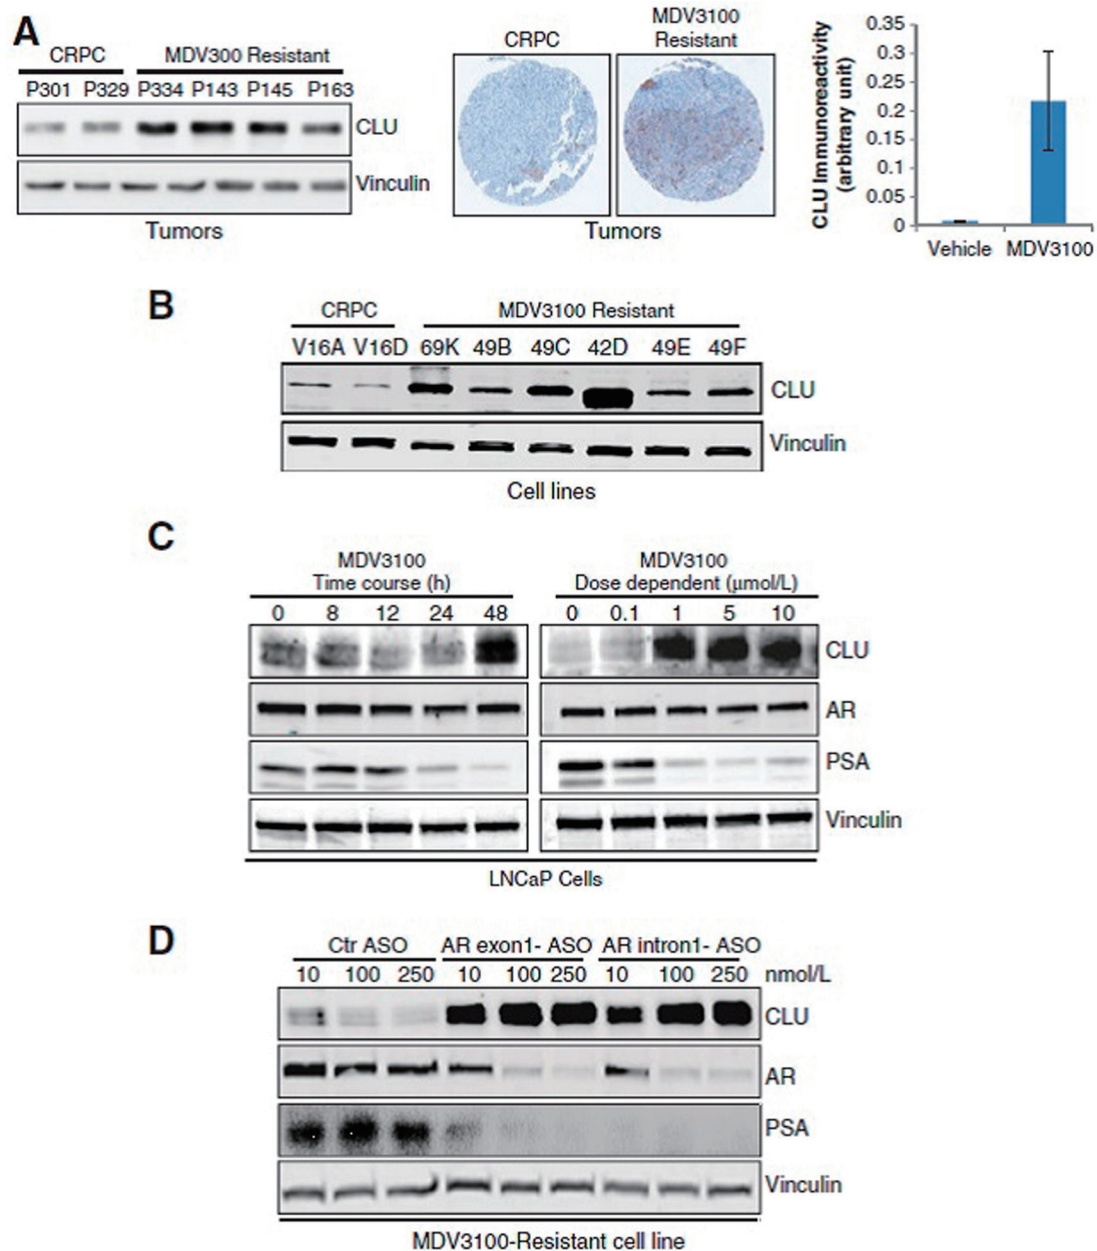 A
CRPC
MDV300 Resistant
P301 P329 P334 P143 P145 P163
CLU
Vinculin
Tumors
CRPC
MDV3100
Resistant
Tumors
CLU Immunoreactivity
(arbitrary unit)
0.35
0.3
0.25
0.2
0.15
0.1
0.05
0
Vehicle MDV3100
B
CRPC
MDV3100 Resistant
V16A V16D 69K 49B 49C 42D 49E 49F
CLU
Vinculin
Cell lines
C
MDV3100
Time course (h)
0 8 12 24 48
MDV3100
Dose dependent (μmol/L)
0 0.1 1 5 10
CLU
AR
PSA
Vinculin
LNCaP Cells
D
Ctr ASO AR exon1- ASO AR intron1- ASO
10 100 250 10 100 250 10 100 250 nmol/L
CLU
AR
PSA
Vinculin
MDV3100-Resistant cell line